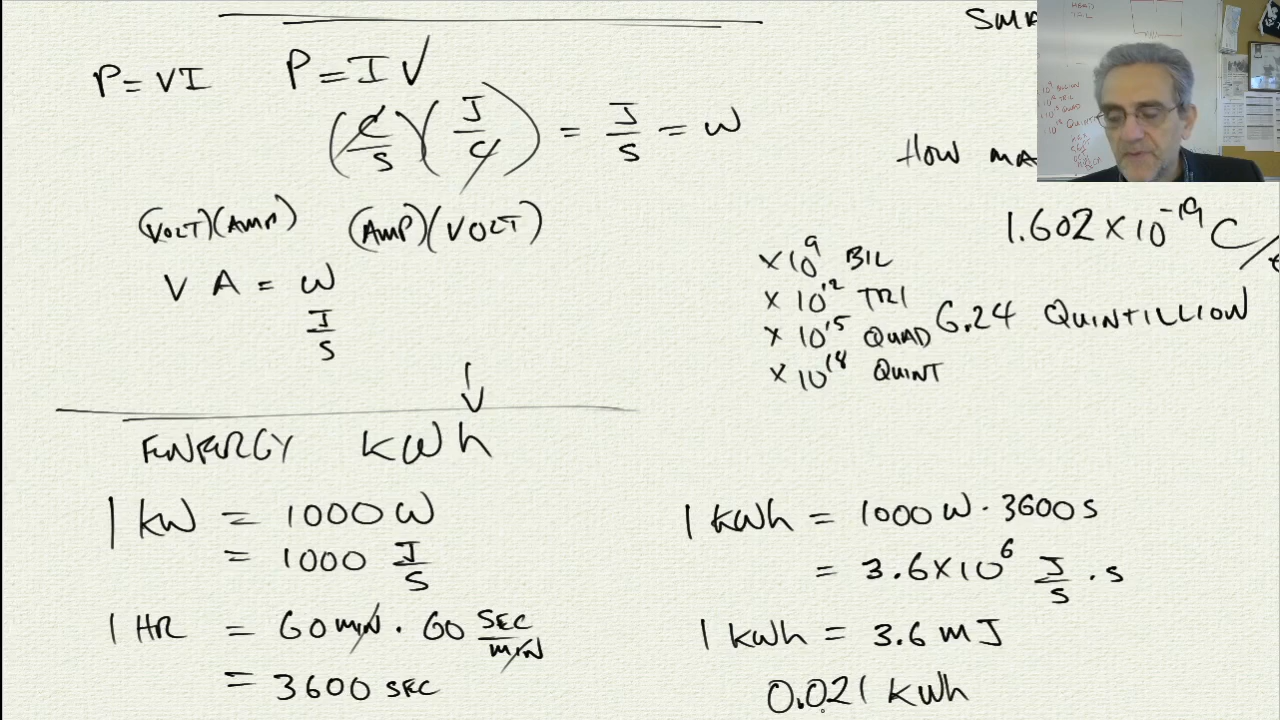 P=VI P=IV
(C/S)(J/C) = J/S = W
(VOLT)(AMP) (AMP)(VOLT)
V A = W
J/S
ENERGY kWh
1 kW = 1000 W
= 1000 J/S
1 HR = 60 MIN · 60 SEC/MIN
= 3600 SEC
SMA
HOW MA
1.602×10⁻¹⁹ C/
×10⁹ BIL
×10¹² TRI
×10¹⁵ QUAD
×10¹⁸ QUINT
6.24 QUINTILLION
1 kWh = 1000 W · 3600 s
= 3.6×10⁶ J/s · s
1 kWh = 3.6 MJ
0.021 kWh